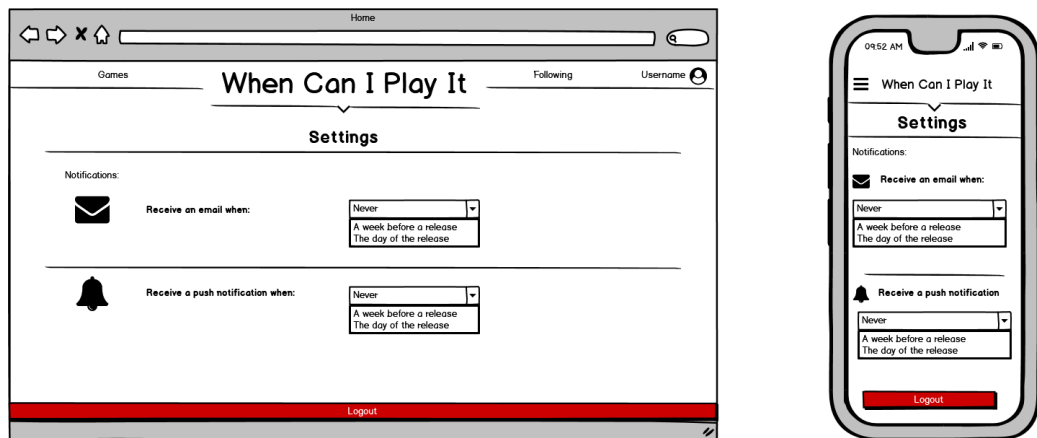 Home
Games
When Can I Play It
Following
Username
Settings
Notifications:
Receive an email when:
Never
A week before a release
The day of the release
Receive a push notification when:
Never
A week before a release
The day of the release
Logout
09:52 AM
When Can I Play It
Settings
Notifications:
Receive an email when:
Never
A week before a release
The day of the release
Receive a push notification
Never
A week before a release
The day of the release
Logout